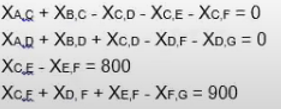 XA,C + XB,C - XC,D - XC,E - XC,F = 0
XA,D + XB,D + XC,D - XD,F - XD,G = 0
XC,E - XE,F = 800
XC,F + XD, F + XE,F - XF,G = 900